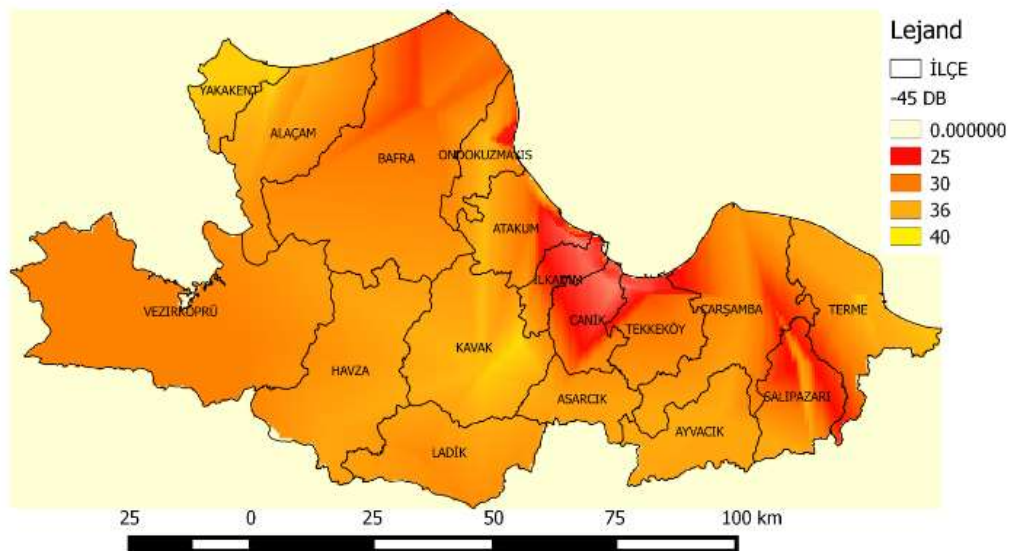 Lejand
İLÇE
-45 DB
0.000000
25
30
36
40
YAKAKENT
ALAÇAM
BAFRA
ONDOKUZMAYIS
ATAKUM
CANİK
TEKKEKÖY
ÇARŞAMBA
TERME
VEZİRKÖPRÜ
HAVZA
KAVAK
ASARCIK
SALIPAZARI
AYVACIK
LADİK
25 0 25 50 75 100 km